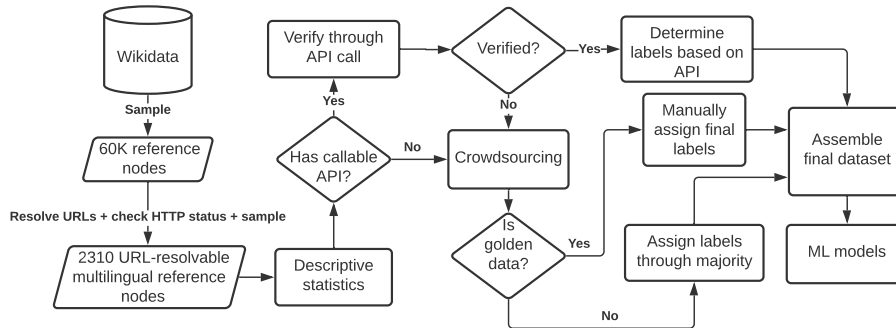 Wikidata
Sample
60K reference
nodes
Resolve URLs + check HTTP status + sample
2310 URL-resolvable
multilingual reference
nodes
Descriptive
statistics
Has callable
API?
Yes
No
Verify through
API call
Verified?
Yes
No
Determine
labels based on
API
Crowdsourcing
Is
golden
data?
Yes
No
Manually
assign final
labels
Assign labels
through majority
Assemble
final dataset
ML models